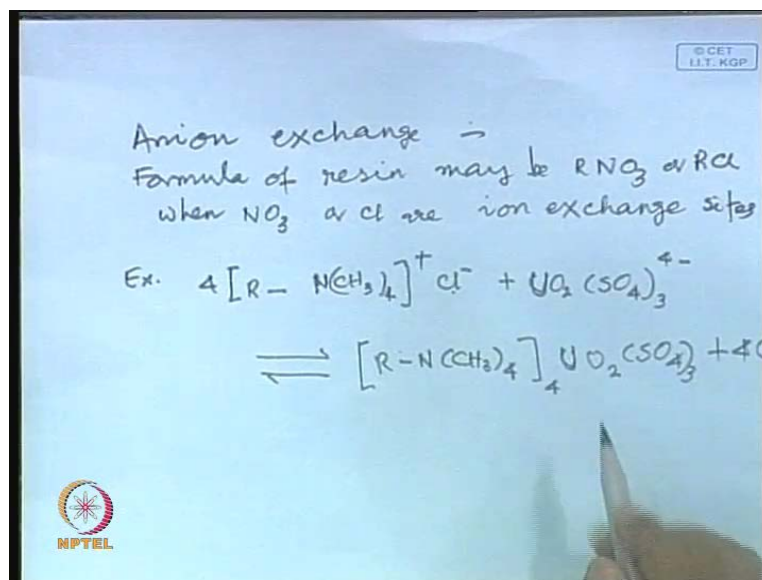 © CET
I.I.T. KGP
Anion exchange -
Formula of resin may be RNO3 or RCl
when NO3 or Cl are ion exchange sites
Ex. 4 [R - N(CH3)4]+ Cl- + UO2 (SO4)3 4-
⇌ [R-N(CH3)4]4 UO2(SO4)3 + 4C
NPTEL